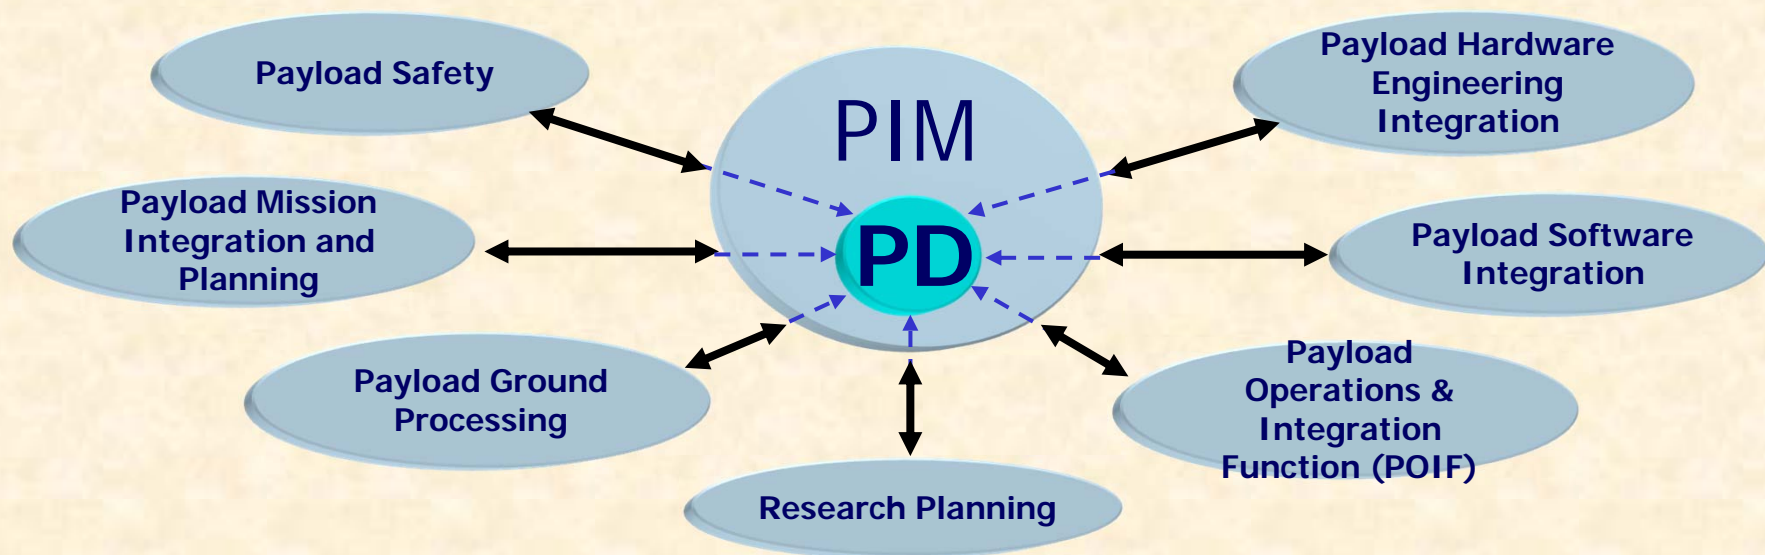 Payload Safety
PIM
Payload Hardware
Engineering
Integration
Payload Mission
Integration and
Planning
PD
Payload Software
Integration
Payload Ground
Processing
Payload
Operations &
Integration
Function (POIF)
Research Planning